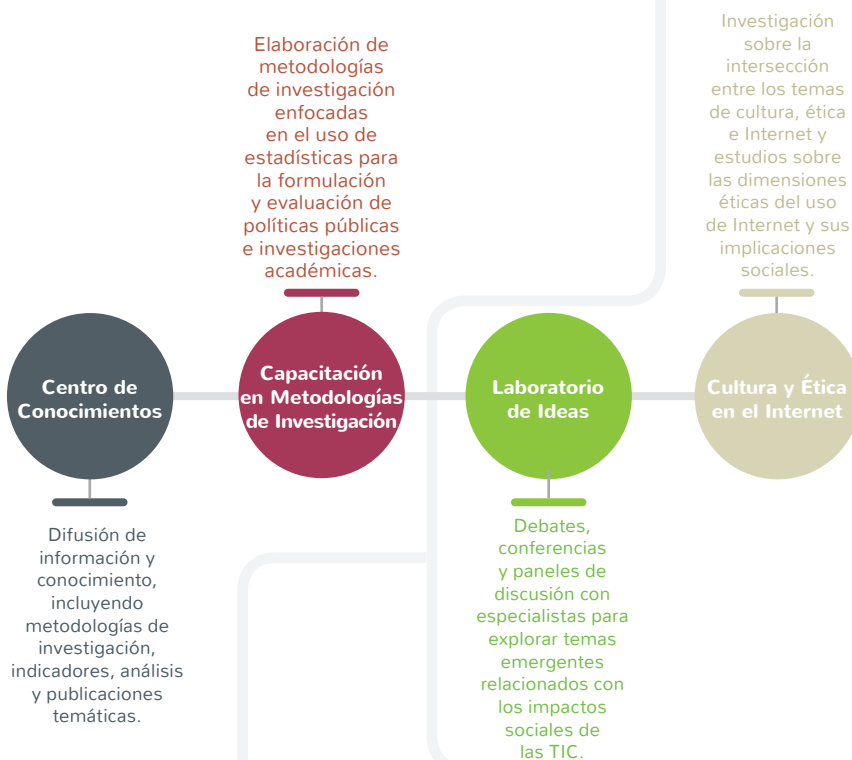 Elaboración de
metodologías
de investigación
enfocadas
en el uso de
estadísticas para
la formulación
y evaluación de
políticas públicas
e investigaciones
académicas.
Investigación
sobre la
intersección
entre los temas
de cultura, ética
e Internet y
estudios sobre
las dimensiones
éticas del uso
de Internet y sus
implicaciones
sociales.
Centro de
Conocimientos
Capacitación
en Metodologías
de Investigación
Laboratorio
de Ideas
Cultura y Ética
en el Internet
Difusión de
información y
conocimiento,
incluyendo
metodologías de
investigación,
indicadores, análisis
y publicaciones
temáticas.
Debates,
conferencias
y paneles de
discusión con
especialistas para
explorar temas
emergentes
relacionados con
los impactos
sociales de
las TIC.